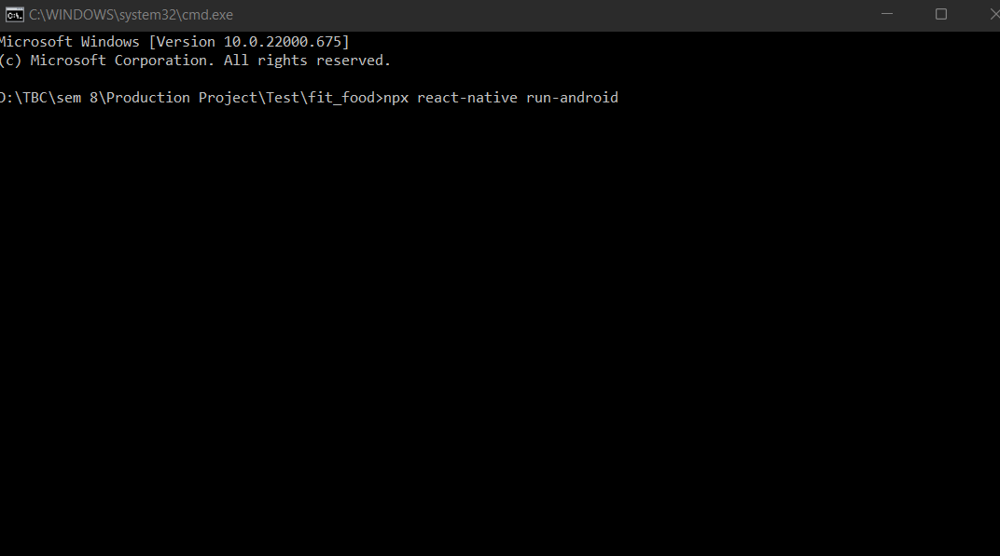 C:\WINDOWS\system32\cmd.exe
Microsoft Windows [Version 10.0.22000.675]
(c) Microsoft Corporation. All rights reserved.
D:\TBC\sem 8\Production Project\Test\fit_food>npx react-native run-android